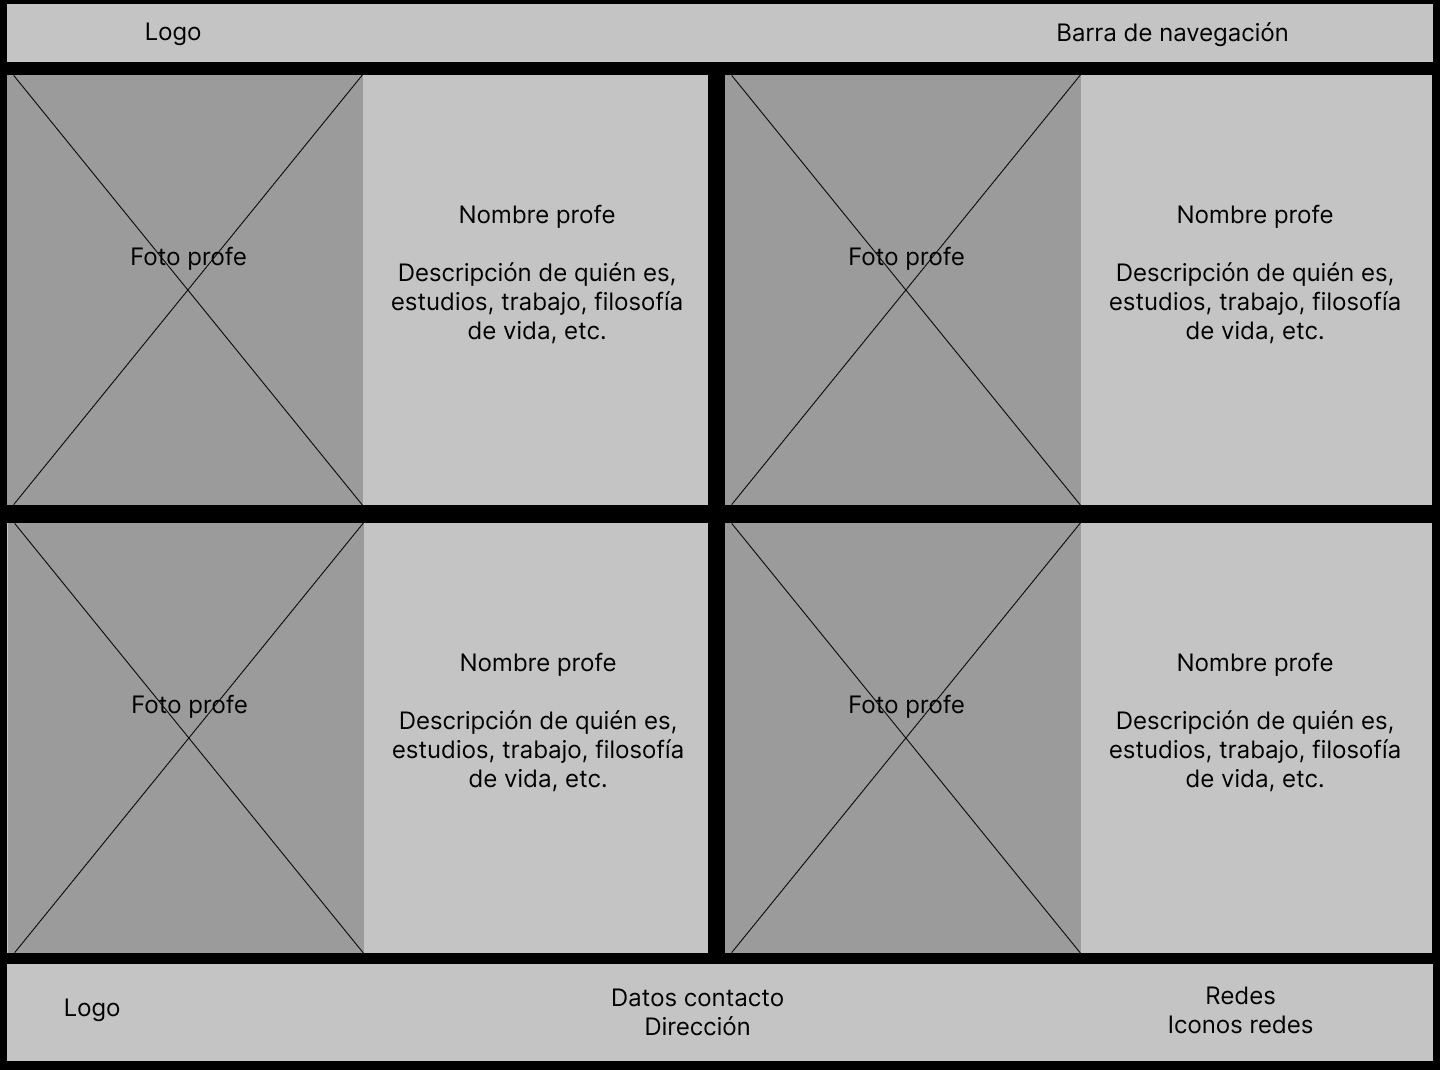 Logo
Barra de navegación
Foto profe
Nombre profe
Descripción de quién es,
estudios, trabajo, filosofía
de vida, etc.
Foto profe
Nombre profe
Descripción de quién es,
estudios, trabajo, filosofía
de vida, etc.
Foto profe
Nombre profe
Descripción de quién es,
estudios, trabajo, filosofía
de vida, etc.
Foto profe
Nombre profe
Descripción de quién es,
estudios, trabajo, filosofía
de vida, etc.
Logo
Datos contacto
Dirección
Redes
Iconos redes